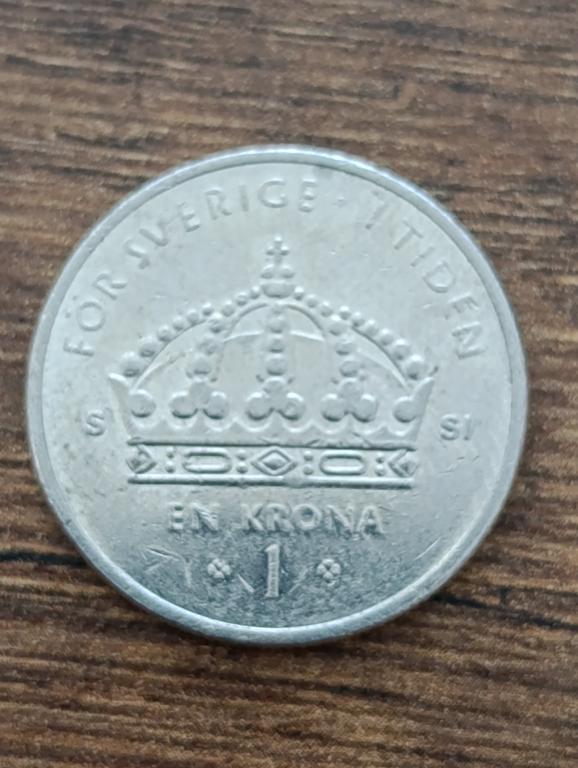 FÖR SVERIGE · I TIDEN
S SI
EN KRONA
1